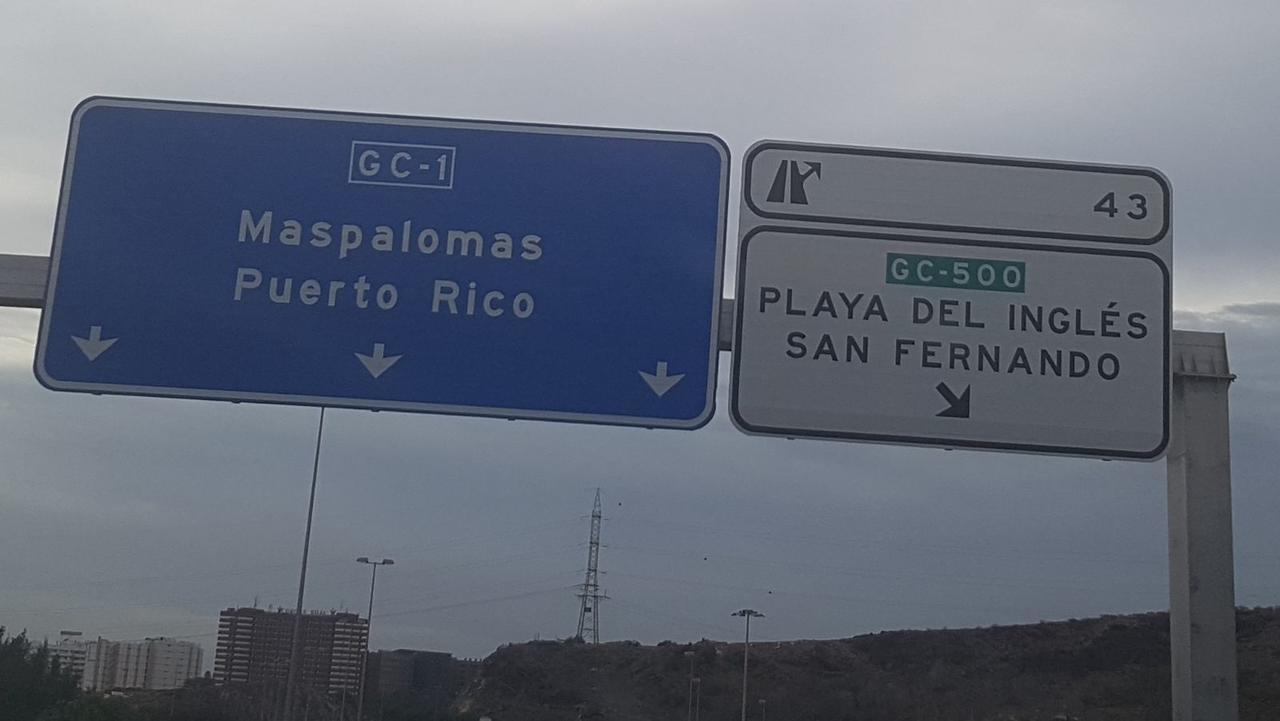 GC-1
Maspalomas
Puerto Rico
43
GC-500
PLAYA DEL INGLÉS
SAN FERNANDO